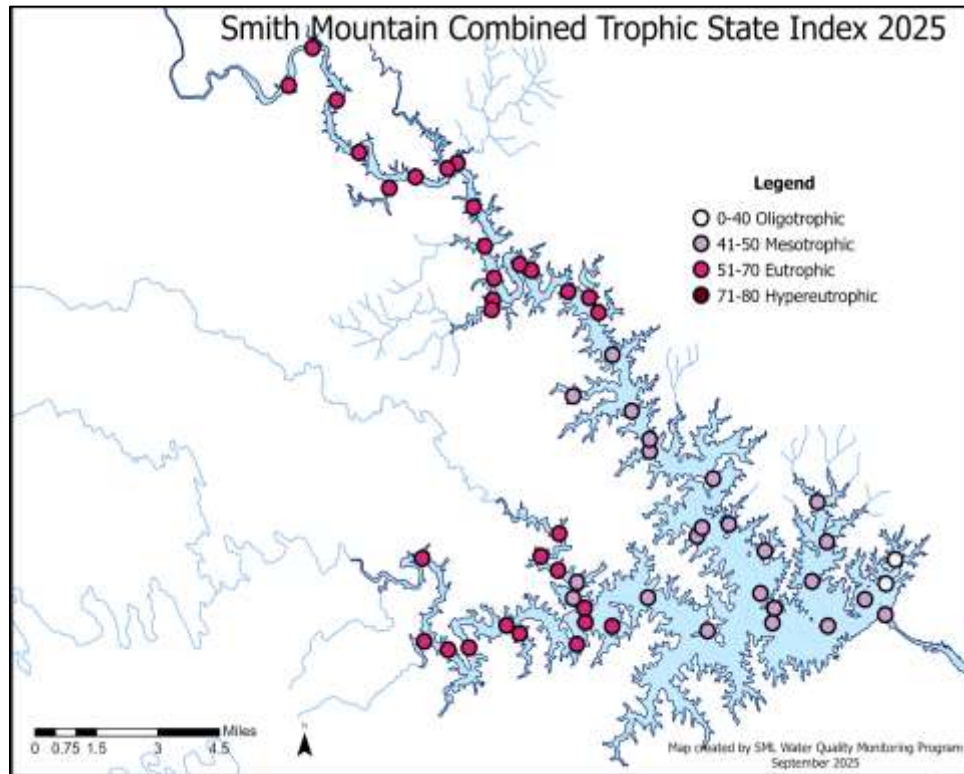 Smith Mountain Combined Trophic State Index 2025
Legend
0-40 Oligotrophic
41-50 Mesotrophic
51-70 Eutrophic
71-80 Hypereutrophic
Miles
0 0.75 1.5 3 4.5
N
Map created by SML Water Quality Monitoring Program
September 2025